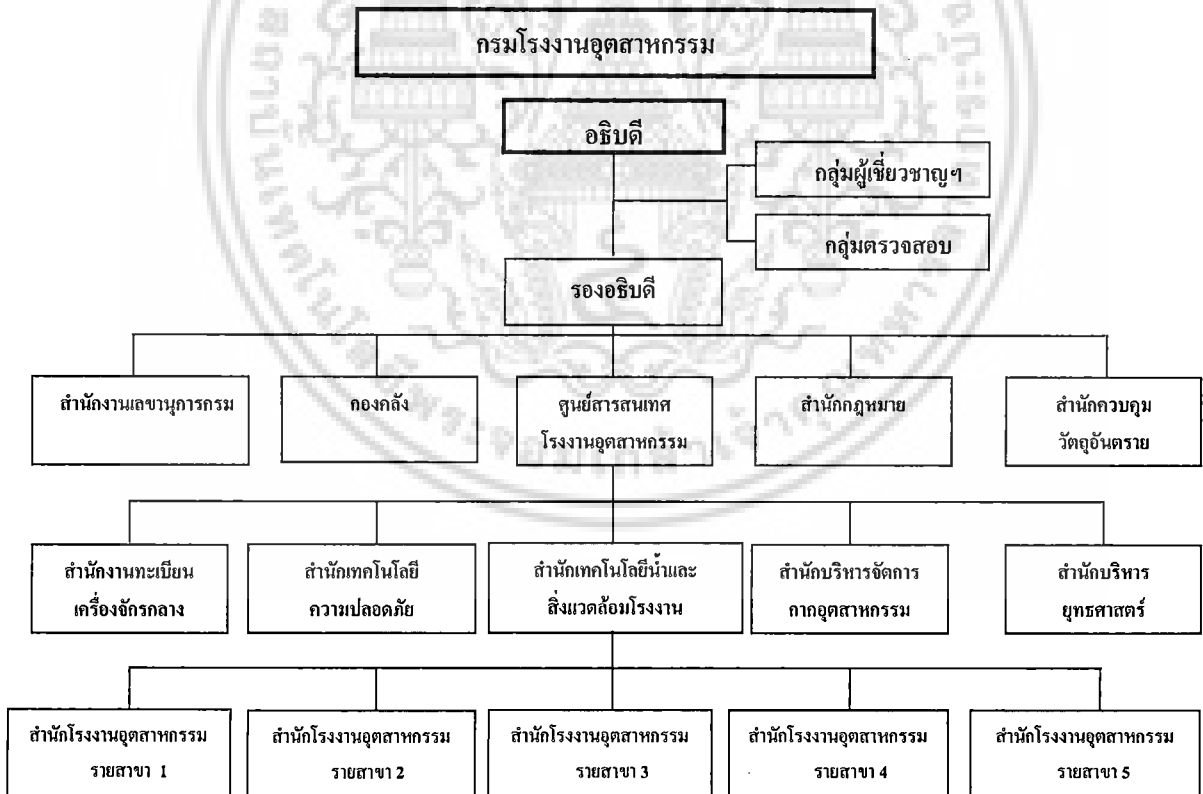 กรมโรงงานอุตสาหกรรม
อธิบดี
กลุ่มผู้เชี่ยวชาญฯ
กลุ่มตรวจสอบ
รองอธิบดี
สำนักงานเลขานุการกรม
กองคลัง
ศูนย์สารสนเทศ
โรงงานอุตสาหกรรม
สำนักกฎหมาย
สำนักควบคุม
วัตถุอันตราย
สำนักงานทะเบียน
เครื่องจักรกลาง
สำนักเทคโนโลยี
ความปลอดภัย
สำนักเทคโนโลยีน้ำและ
สิ่งแวดล้อมโรงงาน
สำนักบริหารจัดการ
กากอุตสาหกรรม
สำนักบริหาร
ยุทธศาสตร์
สำนักโรงงานอุตสาหกรรม
รายสาขา 1
สำนักโรงงานอุตสาหกรรม
รายสาขา 2
สำนักโรงงานอุตสาหกรรม
รายสาขา 3
สำนักโรงงานอุตสาหกรรม
รายสาขา 4
สำนักโรงงานอุตสาหกรรม
รายสาขา 5